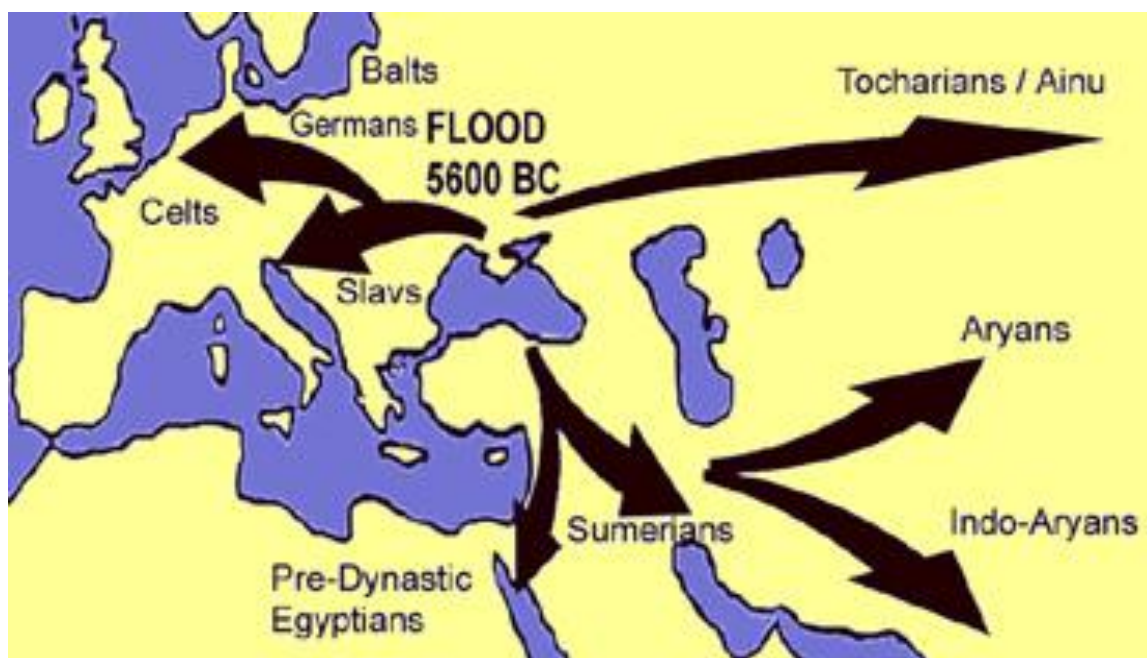 Balts
Tocharians / Ainu
Germans
FLOOD
5600 BC
Celts
Slavs
Aryans
Sumerians
Indo-Aryans
Pre-Dynastic
Egyptians